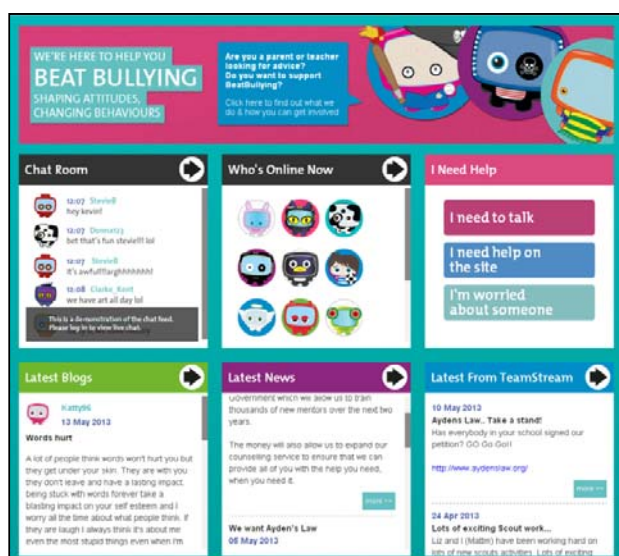 WE'RE HERE TO HELP YOU
BEAT BULLYING
SHAPING ATTITUDES,
CHANGING BEHAVIOURS
Are you a parent or teacher
looking for advice?
Do you want to support
BeatBullying?
Click here to find out what we
do & how you can get involved
Chat Room
12:07 StevieB
hey kevin!
12:07 Donnat23
bet that's fun stevie!!! lol
12:07 StevieB
It's awful!!!arghhhhhhh!
12:08 Clarke_Kent
we have art all day lol
This is a demonstration of the chat feed.
Please log in to view live chat.
Who's Online Now
I Need Help
I need to talk
I need help on
the site
I'm worried
about someone
Latest Blogs
Katty96
13 May 2013
Words hurt
A lot of people think words won't hurt you but
they get under your skin. They are with you
they don't leave and have a lasting impact.
being stuck with words forever take a
blasting impact on your self esteem and I
worry all the time about what people think. If
they are laugh I always think it's about me
even the most stupid things even when I'm
Latest News
Government which will allow us to train
thousands of new mentors over the next two
years.
The money will also allow us to expand our
counselling service to ensure that we can
provide all of you with the help you need,
when you need it.
more >>
We want Ayden's Law
06 May 2013
Latest From TeamStream
10 May 2013
Aydens Law.. Take a stand!
Has everybody in your school signed our
petition? GO Go Go!!
http://www.aydenslaw.org/
more >>
24 Apr 2013
Lots of exciting Scout work...
Liz and I (Mattrr) have been working hard on
lots of new scouts activities. Lots of exciting